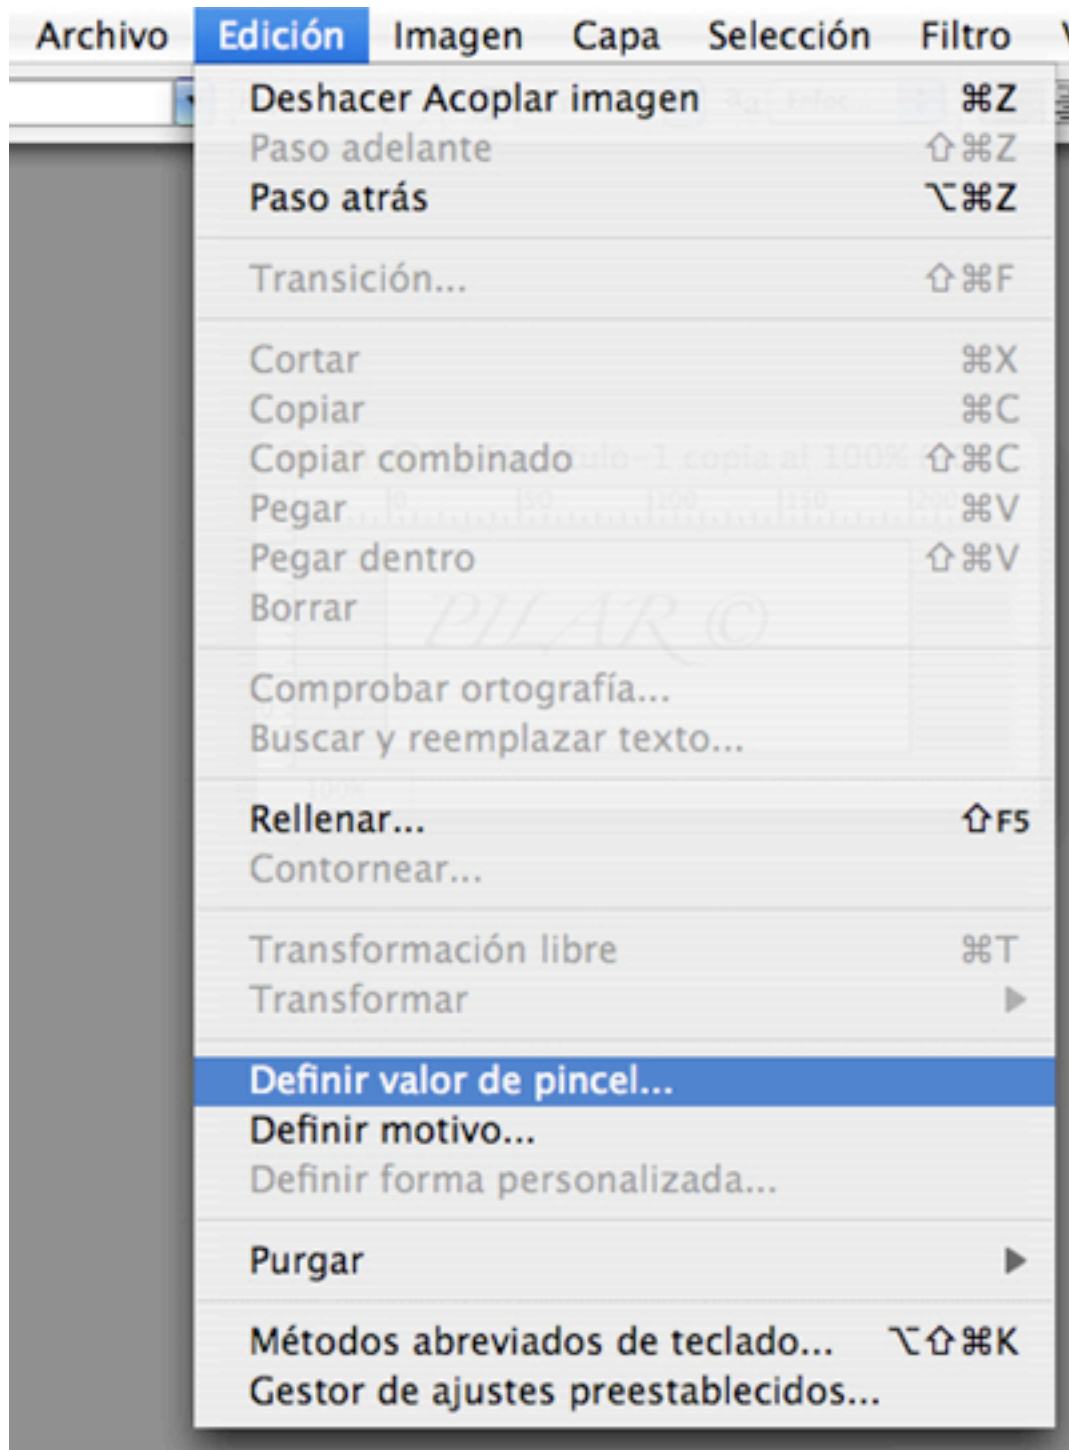 Archivo Edición Imagen Capa Selección Filtro
Deshacer Acoplar imagen ⌘Z
Paso adelante ⇧⌘Z
Paso atrás ⌥⌘Z
Transición... ⇧⌘F
Cortar ⌘X
Copiar ⌘C
Copiar combinado ⇧⌘C
Pegar ⌘V
Pegar dentro ⇧⌘V
Borrar
PILAR ©
Comprobar ortografía...
Buscar y reemplazar texto...
100%
Rellenar... ⇧F5
Contornear...
Transformación libre ⌘T
Transformar ▶
Definir valor de pincel...
Definir motivo...
Definir forma personalizada...
Purgar ▶
Métodos abreviados de teclado... ⌥⇧⌘K
Gestor de ajustes preestablecidos...